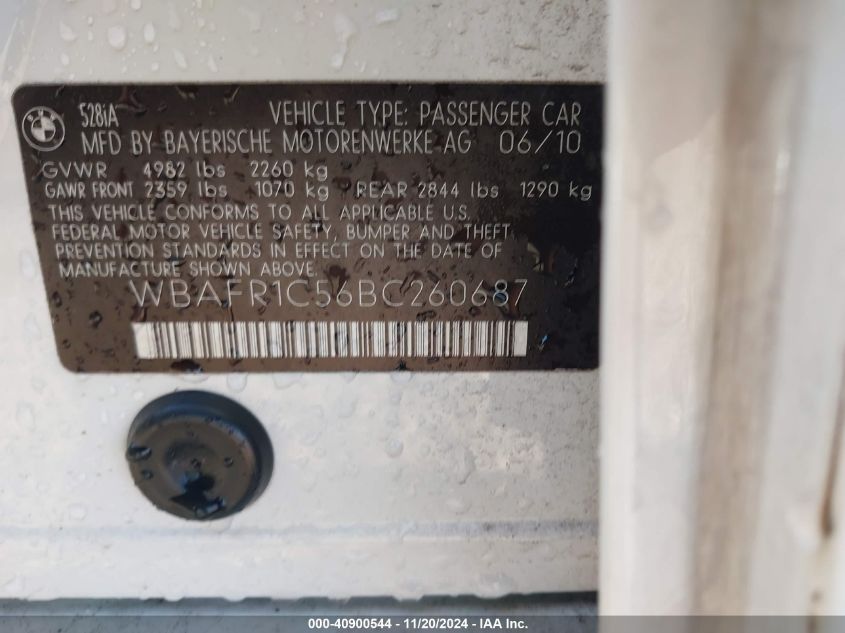 BMW
528iA VEHICLE TYPE: PASSENGER CAR
MFD BY BAYERISCHE MOTORENWERKE AG 06/10
GVWR 4982 lbs 2260 kg
GAWR FRONT 2359 lbs 1070 kg REAR 2844 lbs 1290 kg
THIS VEHICLE CONFORMS TO ALL APPLICABLE U.S.
FEDERAL MOTOR VEHICLE SAFETY, BUMPER AND THEFT
PREVENTION STANDARDS IN EFFECT ON THE DATE OF
MANUFACTURE SHOWN ABOVE.
WBAFR1C56BC260687
000-40900544 - 11/20/2024 - IAA Inc.